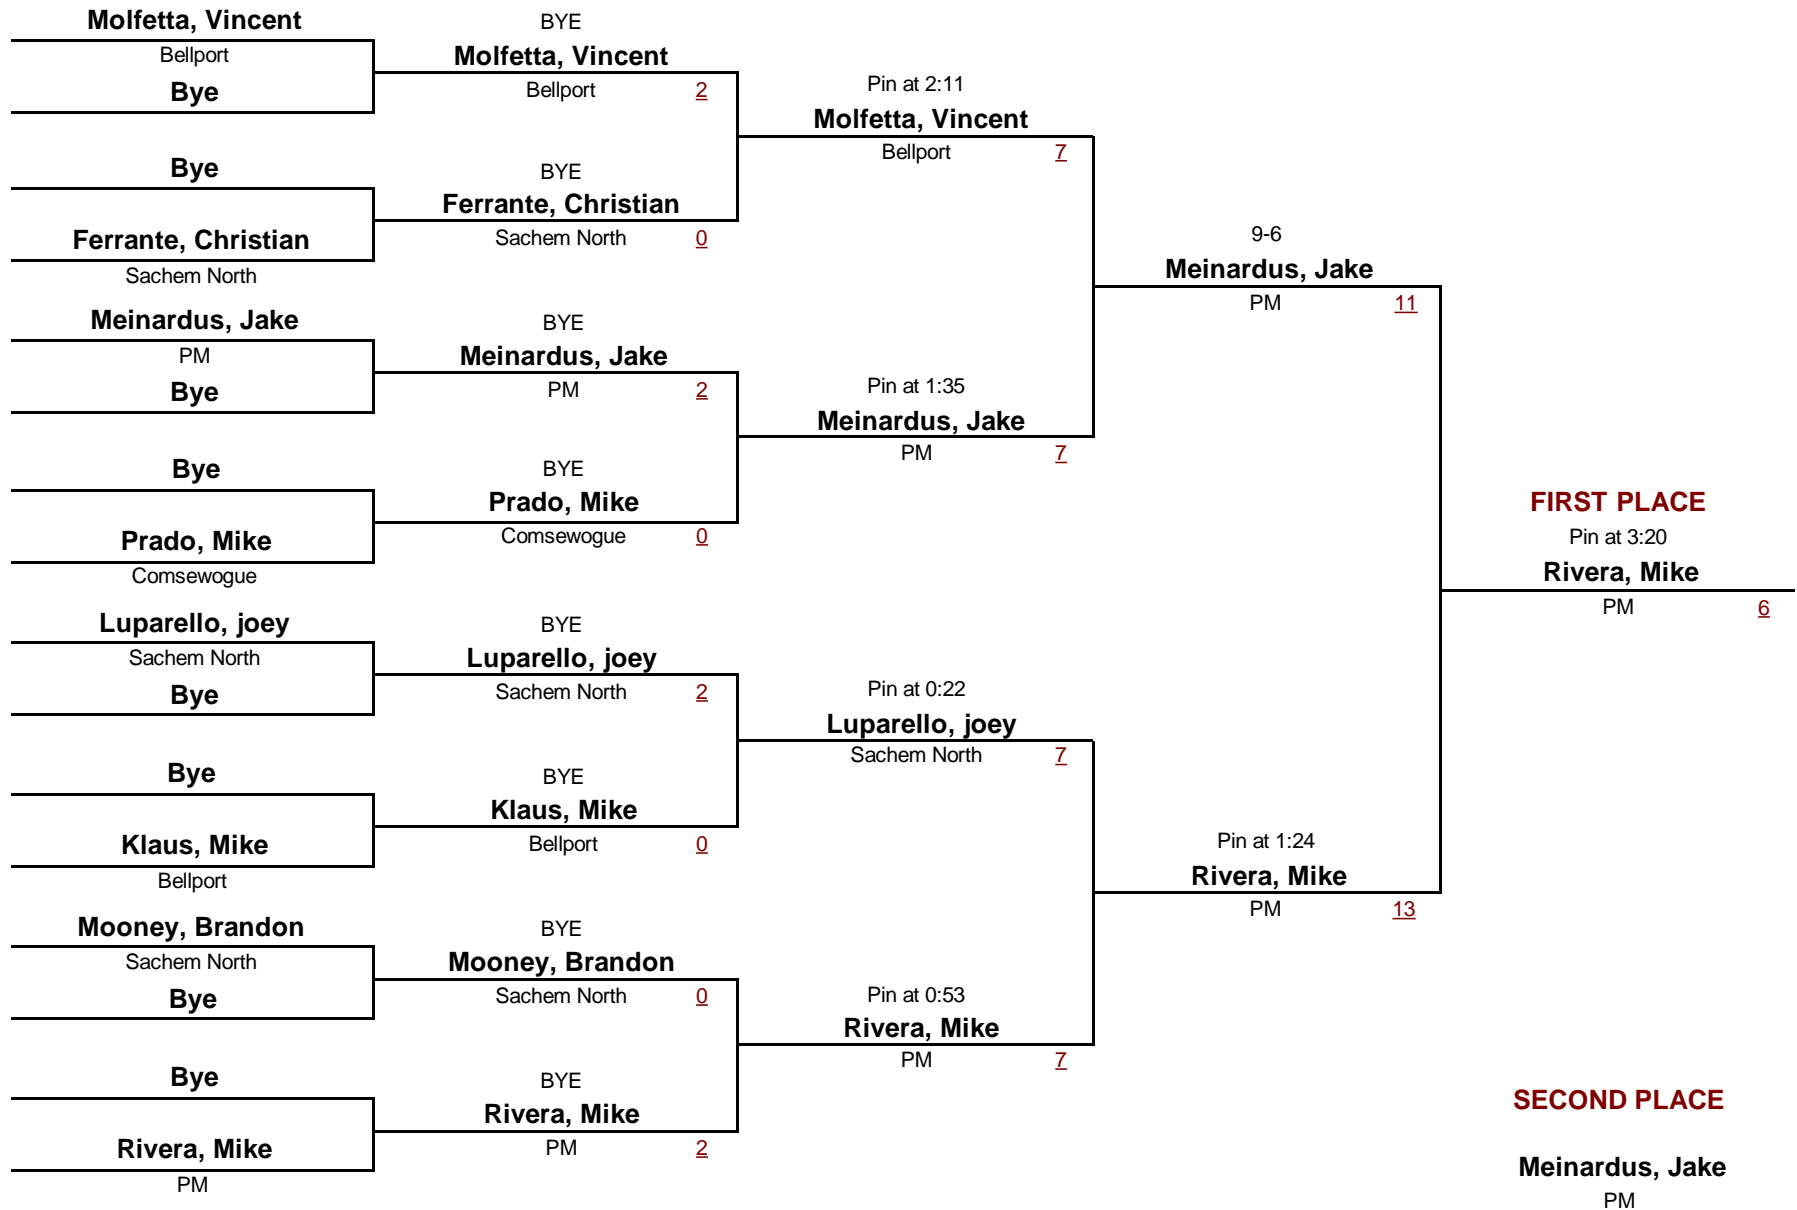 Molfetta, Vincent
Bellport
Bye
Bye
Ferrante, Christian
Sachem North
Meinardus, Jake
PM
Bye
Bye
Prado, Mike
Comsewogue
Luparello, joey
Sachem North
Bye
Bye
Klaus, Mike
Bellport
Mooney, Brandon
Sachem North
Bye
Bye
Rivera, Mike
PM
BYE
Molfetta, Vincent
Bellport 2
BYE
Ferrante, Christian
Sachem North 0
BYE
Meinardus, Jake
PM 2
BYE
Prado, Mike
Comsewogue 0
BYE
Luparello, joey
Sachem North 2
BYE
Klaus, Mike
Bellport 0
BYE
Mooney, Brandon
Sachem North 0
BYE
Rivera, Mike
PM 2
Pin at 2:11
Molfetta, Vincent
Bellport 7
Pin at 1:35
Meinardus, Jake
PM 7
Pin at 0:22
Luparello, joey
Sachem North 7
Pin at 0:53
Rivera, Mike
PM 7
9-6
Meinardus, Jake
PM 11
Pin at 1:24
Rivera, Mike
PM 13
FIRST PLACE
Pin at 3:20
Rivera, Mike
PM 6
SECOND PLACE
Meinardus, Jake
PM